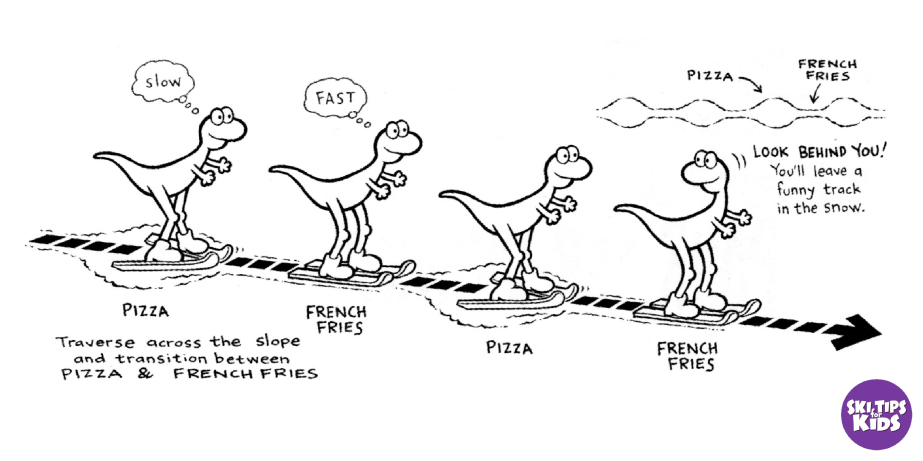 slow
FAST
PIZZA
FRENCH
FRIES
LOOK BEHIND YOU!
You'll leave a
funny track
in the snow.
PIZZA
FRENCH
FRIES
PIZZA
FRENCH
FRIES
Traverse across the slope
and transition between
PIZZA & FRENCH FRIES
SKI TIPS
for
KiDS